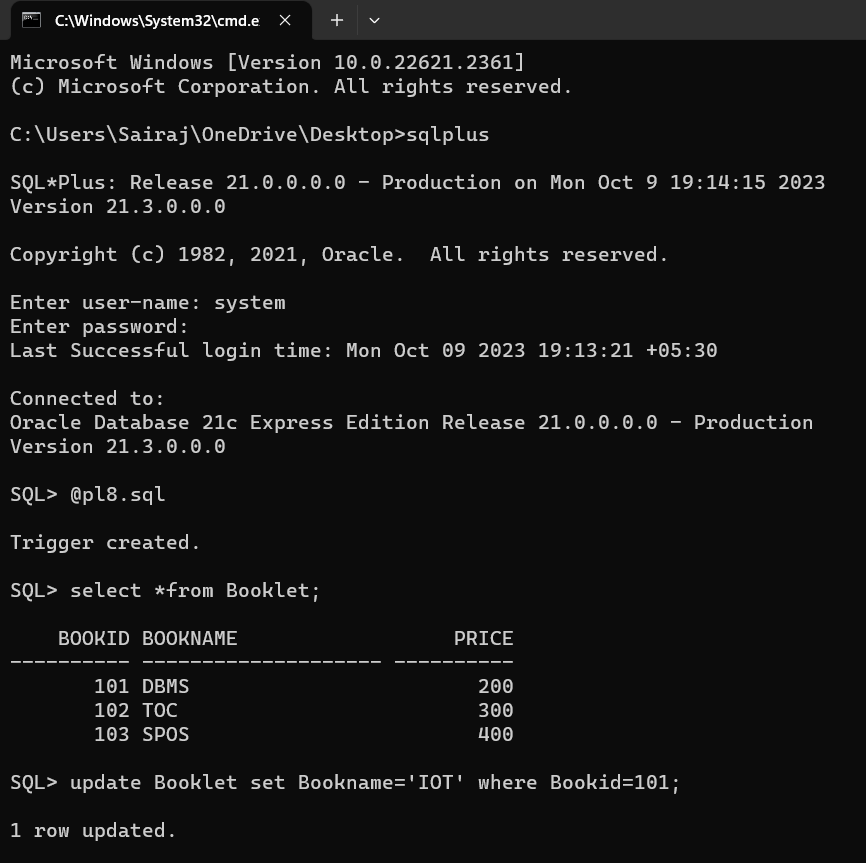 C:\Windows\System32\cmd.e
Microsoft Windows [Version 10.0.22621.2361]
(c) Microsoft Corporation. All rights reserved.
C:\Users\Sairaj\OneDrive\Desktop>sqlplus
SQL*Plus: Release 21.0.0.0.0 - Production on Mon Oct 9 19:14:15 2023
Version 21.3.0.0.0
Copyright (c) 1982, 2021, Oracle.  All rights reserved.
Enter user-name: system
Enter password:
Last Successful login time: Mon Oct 09 2023 19:13:21 +05:30
Connected to:
Oracle Database 21c Express Edition Release 21.0.0.0.0 - Production
Version 21.3.0.0.0
SQL> @pl8.sql
Trigger created.
SQL> select *from Booklet;
    BOOKID BOOKNAME                  PRICE
---------- -------------------- ----------
       101 DBMS                        200
       102 TOC                         300
       103 SPOS                        400
SQL> update Booklet set Bookname='IOT' where Bookid=101;
1 row updated.